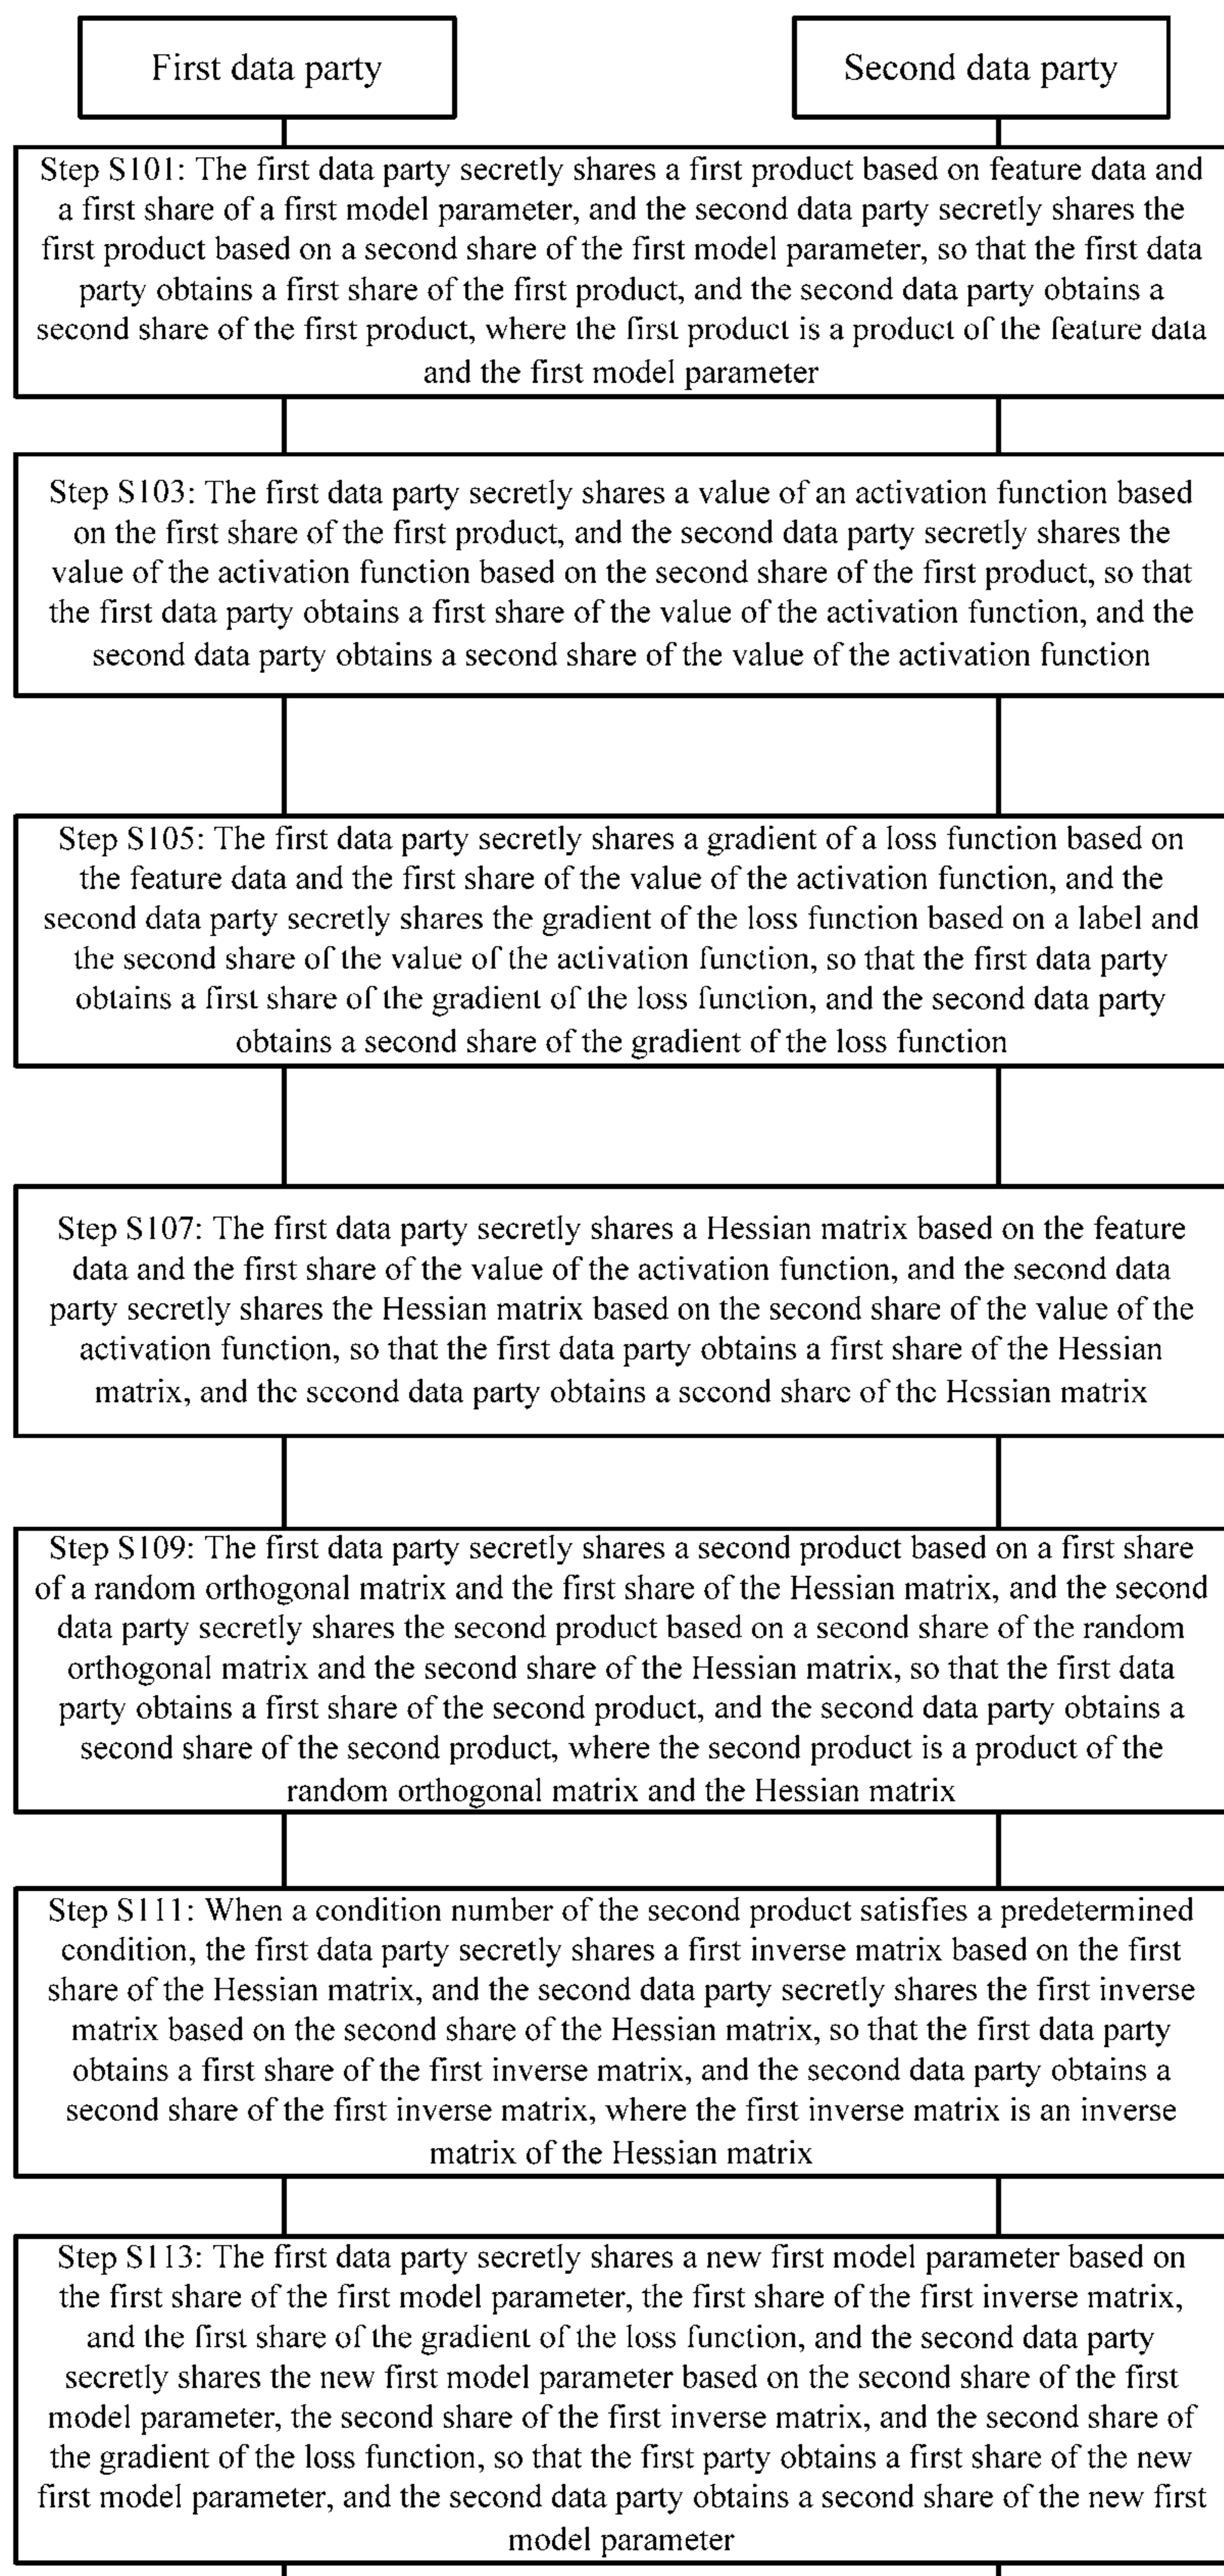 First data party
Second data party
Step S101: The first data party secretly shares a first product based on feature data and
a first share of a first model parameter, and the second data party secretly shares the
first product based on a second share of the first model parameter, so that the first data
party obtains a first share of the first product, and the second data party obtains a
second share of the first product, where the first product is a product of the feature data
and the first model parameter
Step S103: The first data party secretly shares a value of an activation function based
on the first share of the first product, and the second data party secretly shares the
value of the activation function based on the second share of the first product, so that
the first data party obtains a first share of the value of the activation function, and the
second data party obtains a second share of the value of the activation function
Step S105: The first data party secretly shares a gradient of a loss function based on
the feature data and the first share of the value of the activation function, and the
second data party secretly shares the gradient of the loss function based on a label and
the second share of the value of the activation function, so that the first data party
obtains a first share of the gradient of the loss function, and the second data party
obtains a second share of the gradient of the loss function
Step S107: The first data party secretly shares a Hessian matrix based on the feature
data and the first share of the value of the activation function, and the second data
party secretly shares the Hessian matrix based on the second share of the value of the
activation function, so that the first data party obtains a first share of the Hessian
matrix, and the second data party obtains a second share of the Hessian matrix
Step S109: The first data party secretly shares a second product based on a first share
of a random orthogonal matrix and the first share of the Hessian matrix, and the second
data party secretly shares the second product based on a second share of the random
orthogonal matrix and the second share of the Hessian matrix, so that the first data
party obtains a first share of the second product, and the second data party obtains a
second share of the second product, where the second product is a product of the
random orthogonal matrix and the Hessian matrix
Step S111: When a condition number of the second product satisfies a predetermined
condition, the first data party secretly shares a first inverse matrix based on the first
share of the Hessian matrix, and the second data party secretly shares the first inverse
matrix based on the second share of the Hessian matrix, so that the first data party
obtains a first share of the first inverse matrix, and the second data party obtains a
second share of the first inverse matrix, where the first inverse matrix is an inverse
matrix of the Hessian matrix
Step S113: The first data party secretly shares a new first model parameter based on
the first share of the first model parameter, the first share of the first inverse matrix,
and the first share of the gradient of the loss function, and the second data party
secretly shares the new first model parameter based on the second share of the first
model parameter, the second share of the first inverse matrix, and the second share of
the gradient of the loss function, so that the first party obtains a first share of the new
first model parameter, and the second data party obtains a second share of the new first
model parameter